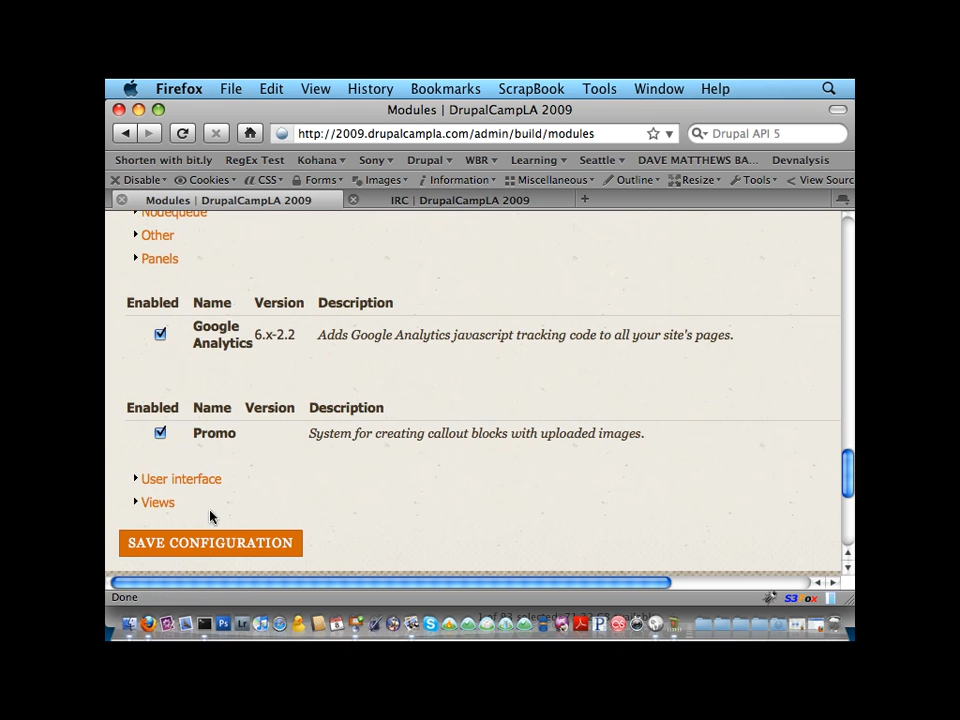 Firefox File Edit View History Bookmarks ScrapBook Tools Window Help
Modules | DrupalCampLA 2009
http://2009.drupalcampla.com/admin/build/modules
Drupal API 5
Shorten with bit.ly RegEx Test Kohana Sony Drupal WBR Learning Seattle DAVE MATTHEWS BA... Devnalysis
Disable Cookies CSS Forms Images Information Miscellaneous Outline Resize Tools View Sourc
Modules | DrupalCampLA 2009 IRC | DrupalCampLA 2009
Nodequeue
Other
Panels
Enabled Name Version Description
Google Analytics 6.x-2.2 Adds Google Analytics javascript tracking code to all your site's pages.
Enabled Name Version Description
Promo System for creating callout blocks with uploaded images.
User interface
Views
SAVE CONFIGURATION
Done S3Fox
Ps Lr